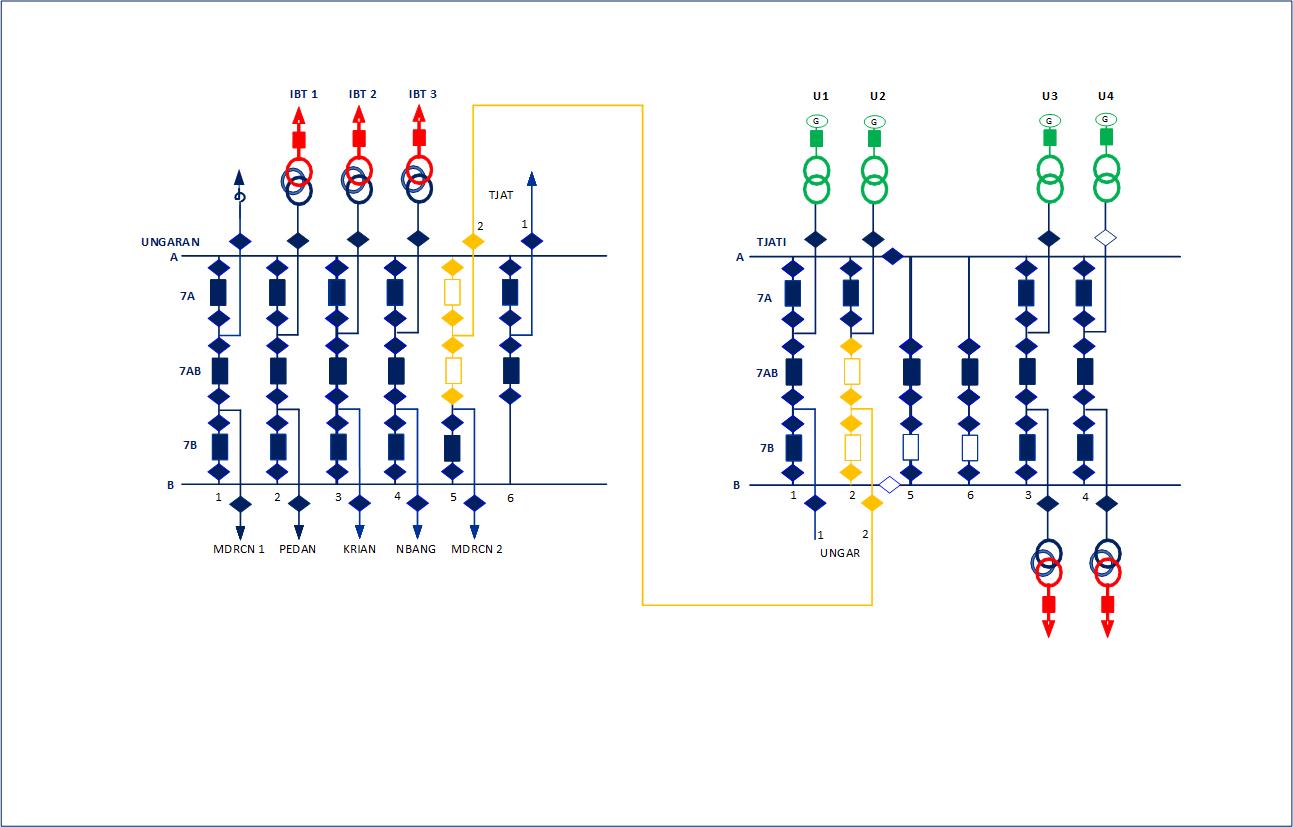 IBT 1 IBT 2 IBT 3
U1 U2 U3 U4
G G G G
TJAT
2 1
UNGARAN
A
TJATI
A
7A
7A
7AB
7AB
7B
7B
B
B
1 2 3 4 5 6
1 2 5 6 3 4
MDRCN 1 PEDAN KRIAN NBANG MDRCN 2
1 2
UNGAR